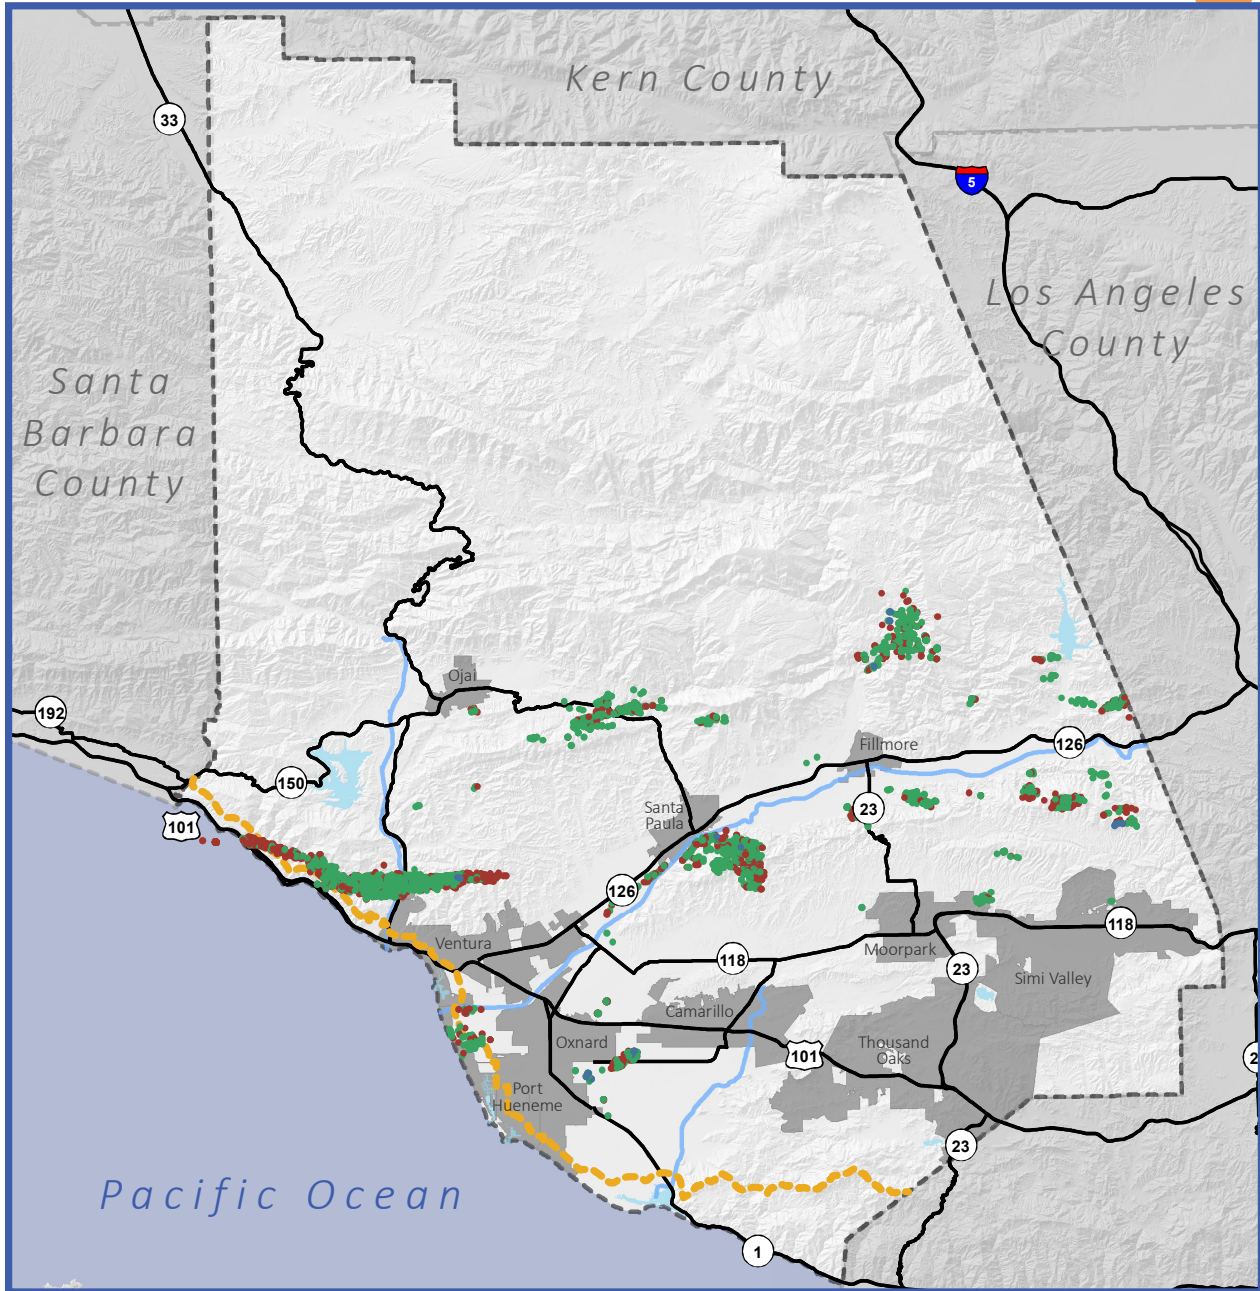 Kern County
33
5
Los Angeles
County
Santa
Barbara
County
Ojai
192
126
Fillmore
150
23
Santa
Paula
101
126
Ventura
118
Moorpark
118
23
Simi Valley
Camarillo
Oxnard
101
Thousand
Oaks
2
Port
Hueneme
23
Pacific Ocean
1